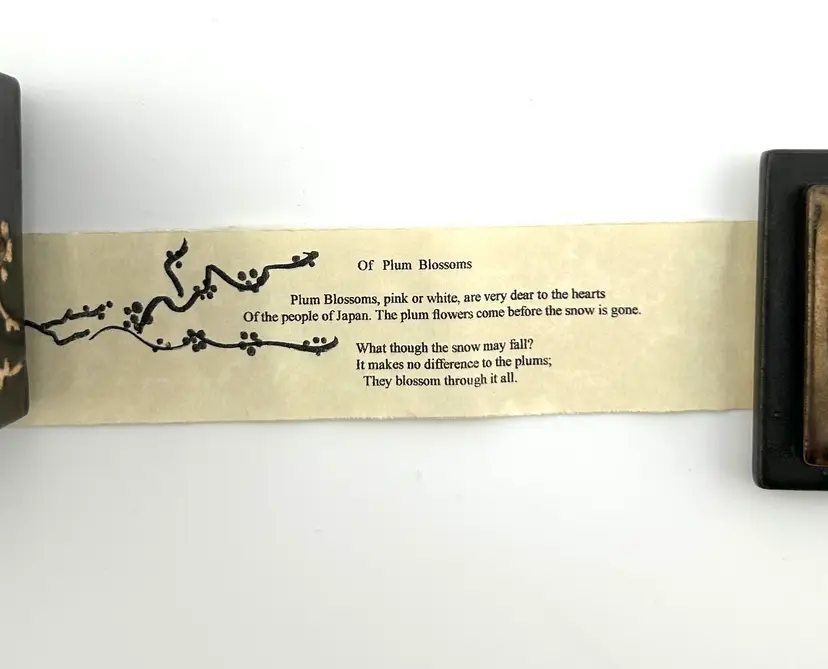 Of Plum Blossoms
Plum Blossoms, pink or white, are very dear to the hearts
Of the people of Japan. The plum flowers come before the snow is gone.
What though the snow may fall?
It makes no difference to the plums;
They blossom through it all.